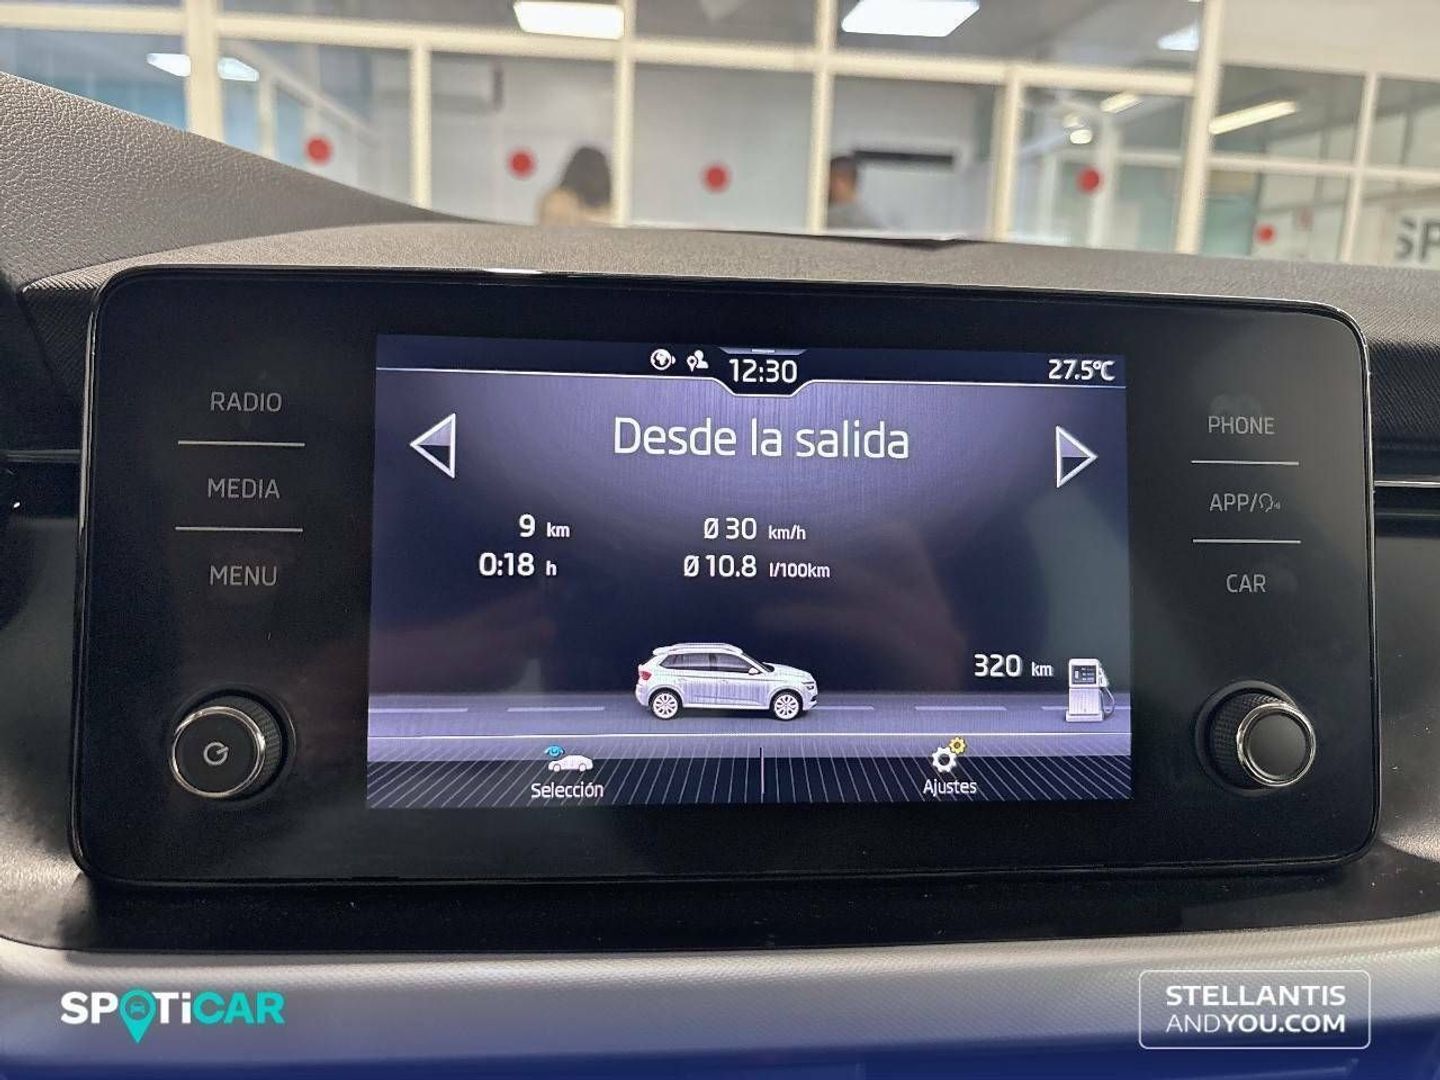 12:30
27.5°C
RADIO
MEDIA
MENU
Desde la salida
9 km
0:18 h
Ø 30 km/h
Ø 10.8 l/100km
320 km
Selección
Ajustes
PHONE
APP/
CAR
SP
SPOTiCAR
STELLANTIS
ANDYOU.COM